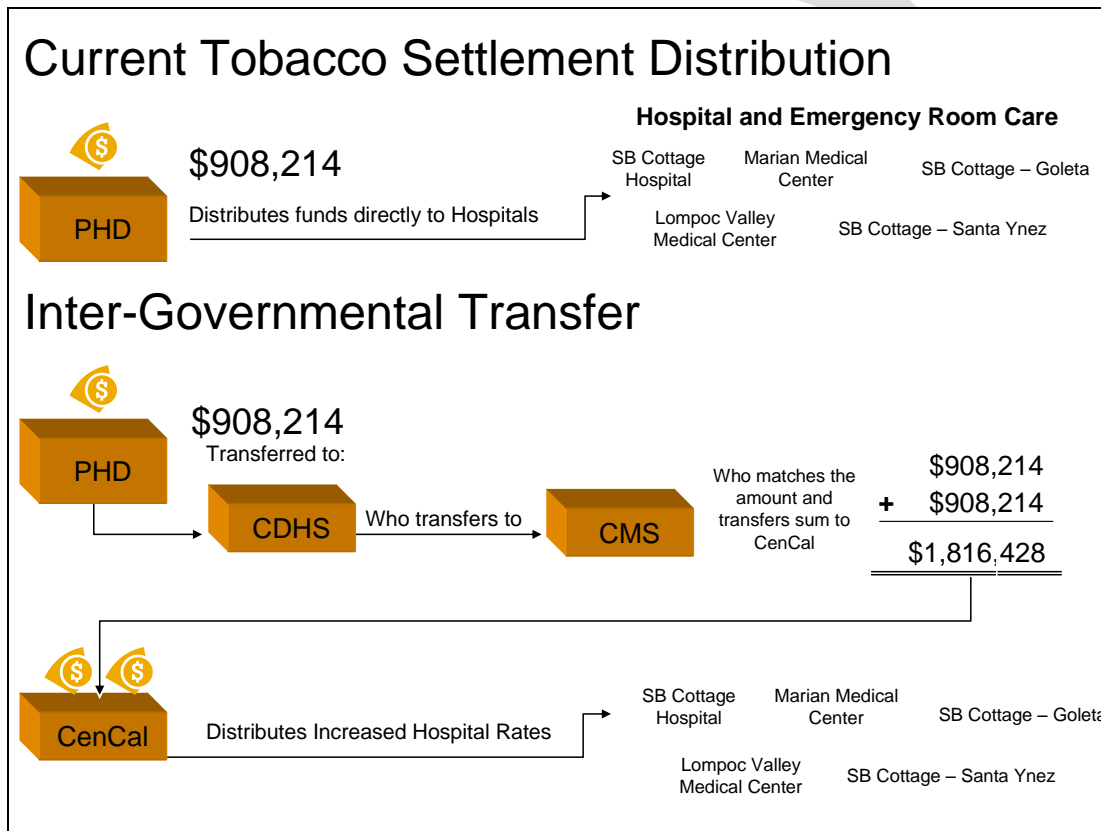 Current Tobacco Settlement Distribution
Hospital and Emergency Room Care
$
PHD
$908,214
Distributes funds directly to Hospitals
SB Cottage
Hospital
Marian Medical
Center
SB Cottage – Goleta
Lompoc Valley
Medical Center
SB Cottage – Santa Ynez
Inter-Governmental Transfer
$
PHD
$908,214
Transferred to:
CDHS
Who transfers to
CMS
Who matches the
amount and
transfers sum to
CenCal
$908,214
+ $908,214
$1,816,428
$ $
CenCal
Distributes Increased Hospital Rates
SB Cottage
Hospital
Marian Medical
Center
SB Cottage – Goleta
Lompoc Valley
Medical Center
SB Cottage – Santa Ynez